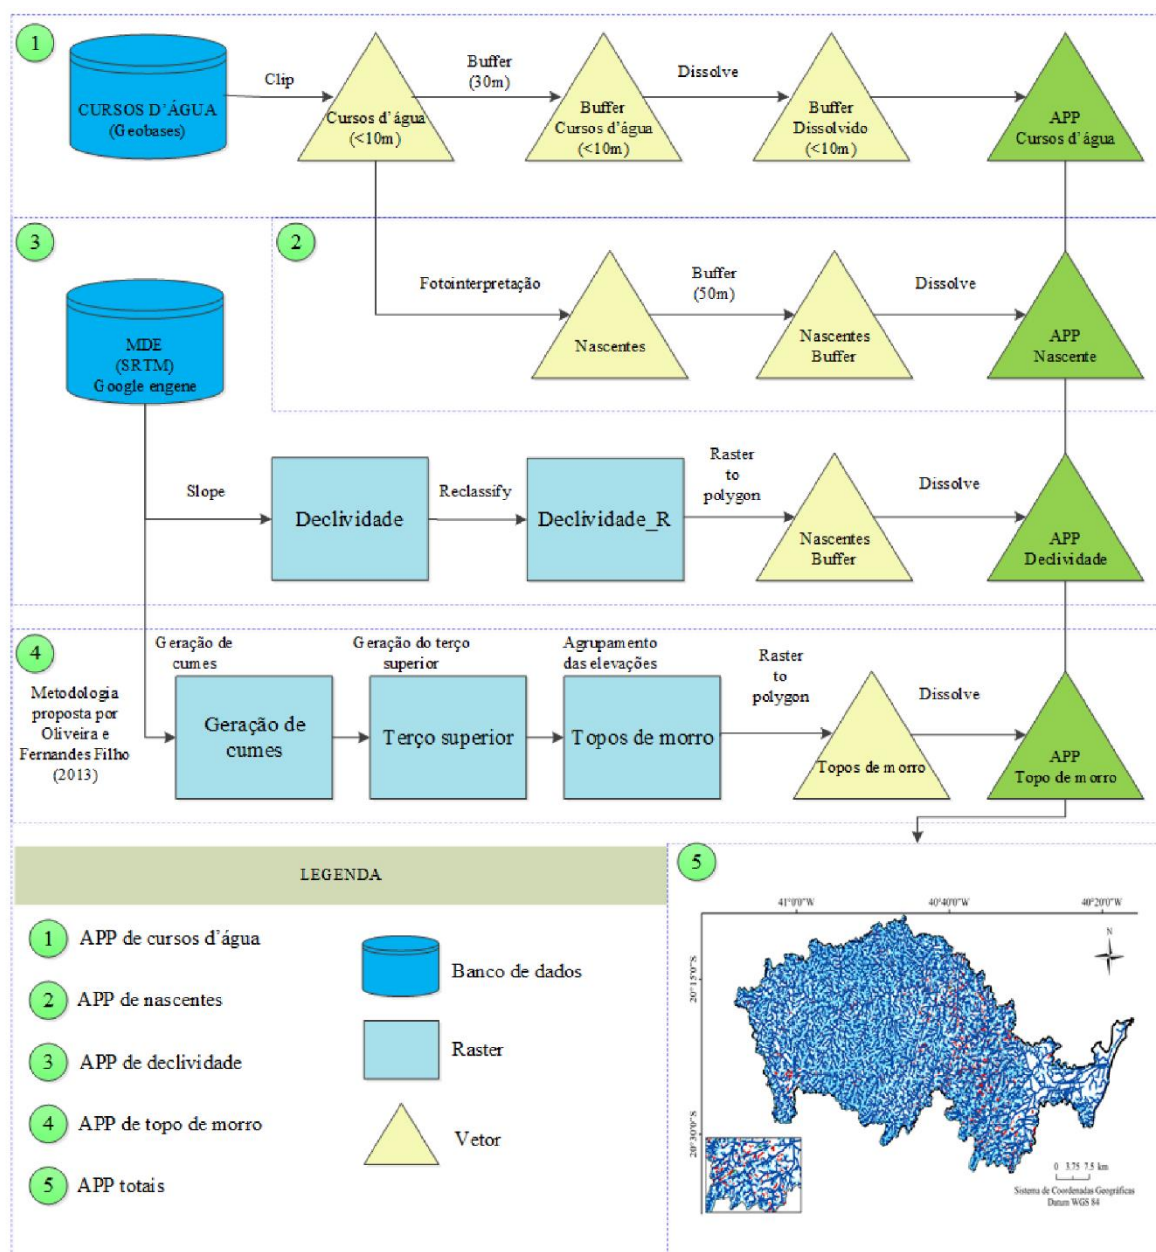 1
CURSOS D'ÁGUA
(Geobases)
Clip
Cursos d'água
(<10m)
Buffer
(30m)
Buffer
Cursos d'água
(<10m)
Dissolve
Buffer
Dissolvido
(<10m)
APP
Cursos d'água
3
MDE
(SRTM)
Google engene
2
Fotointerpretação
Nascentes
Buffer
(50m)
Nascentes
Buffer
Dissolve
APP
Nascente
Slope
Declividade
Reclassify
Declividade_R
Raster
to
polygon
Nascentes
Buffer
Dissolve
APP
Declividade
4
Metodologia
proposta por
Oliveira e
Fernandes Filho
(2013)
Geração de
cumes
Geração de
cumes
Geração do terço
superior
Terço superior
Agrupamento
das elevações
Topos de morro
Raster
to
polygon
Topos de morro
Dissolve
APP
Topo de morro
LEGENDA
1 APP de cursos d'água
2 APP de nascentes
3 APP de declividade
4 APP de topo de morro
5 APP totais
Banco de dados
Raster
Vetor
5
41°0'0"W
40°40'0"W
40°20'0"W
N
20°15'0"S
20°30'0"S
0 3.75 7.5 km
Sistema de Coordenadas Geográficas
Datum WGS 84